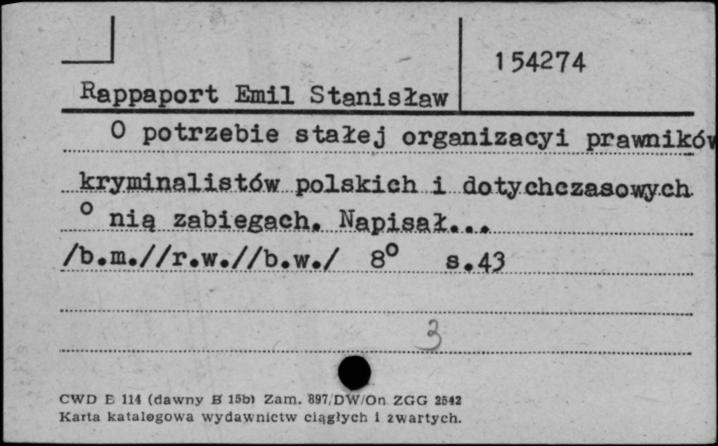 154274
Rappaport Emil Stanisław
O potrzebie stałej organizacyi prawników
kryminalistów polskich i dotychczasowych
o nią zabiegach. Napisał...
/b.m.//r.w.//b.w./ 8° s.43
3
CWD E 114 (dawny B 15b) Zam. 897/DW/On ZGG 2542
Karta katalogowa wydawnictw ciągłych i zwartych.